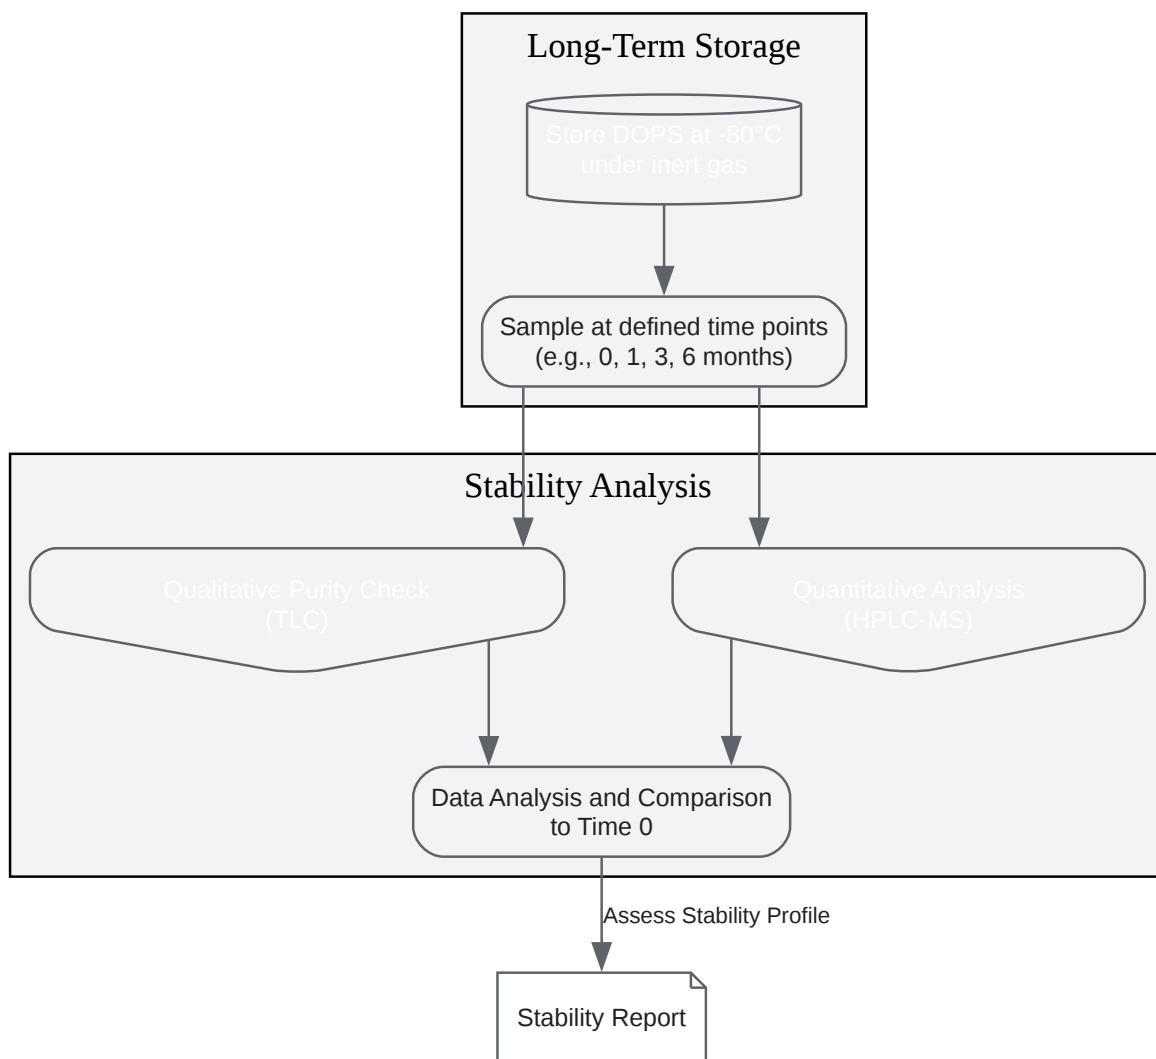 Long-Term Storage
Store DOPS at -80°C
under inert gas
Sample at defined time points
(e.g., 0, 1, 3, 6 months)
Stability Analysis
Qualitative Purity Check
(TLC)
Quantitative Analysis
(HPLC-MS)
Data Analysis and Comparison
to Time 0
Assess Stability Profile
Stability Report